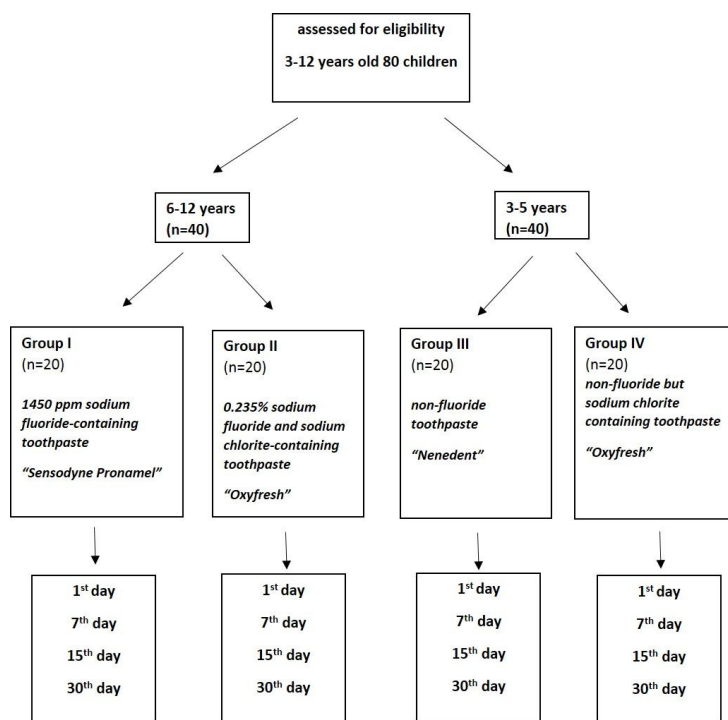 assessed for eligibility
3-12 years old 80 children
6-12 years
(n=40)
3-5 years
(n=40)
Group I
(n=20)
1450 ppm sodium
fluoride-containing
toothpaste
“Sensodyne Pronamel”
Group II
(n=20)
0.235% sodium
fluoride and sodium
chlorite-containing
toothpaste
“Oxyfresh”
Group III
(n=20)
non-fluoride
toothpaste
“Nenedent”
Group IV
(n=20)
non-fluoride but
sodium chlorite
containing toothpaste
“Oxyfresh”
1st day
7th day
15th day
30th day
1st day
7th day
15th day
30th day
1st day
7th day
15th day
30th day
1st day
7th day
15th day
30th day